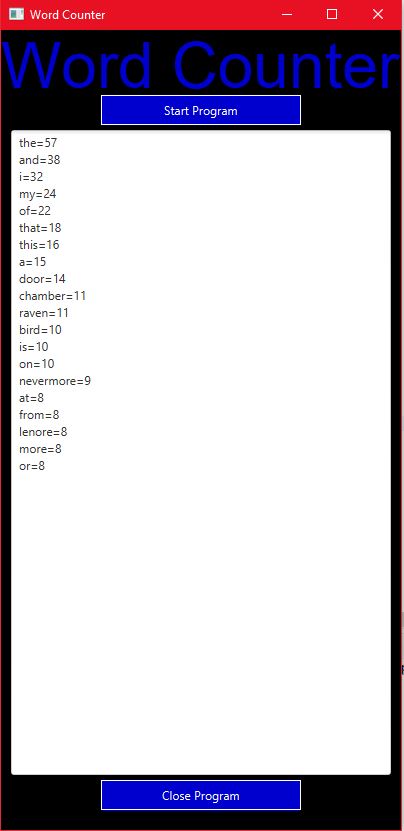 Word Counter
Word Counter
Start Program
the=57
and=38
i=32
my=24
of=22
that=18
this=16
a=15
door=14
chamber=11
raven=11
bird=10
is=10
on=10
nevermore=9
at=8
from=8
lenore=8
more=8
or=8
Close Program